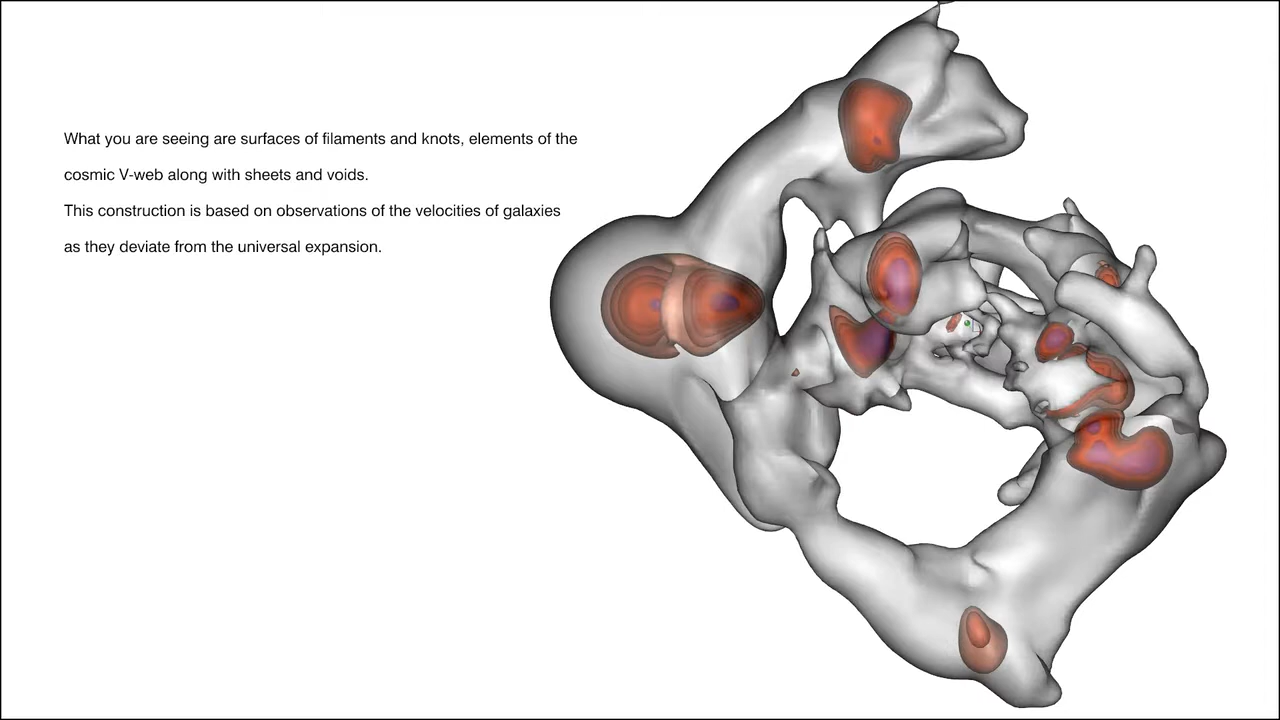 What you are seeing are surfaces of filaments and knots, elements of the
cosmic V-web along with sheets and voids.
This construction is based on observations of the velocities of galaxies
as they deviate from the universal expansion.